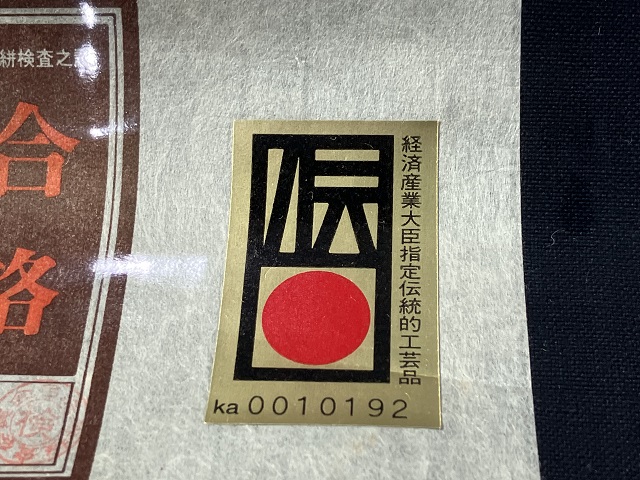 絣検査之
合格
伝
経済産業大臣指定伝統的工芸品
ka 0010192